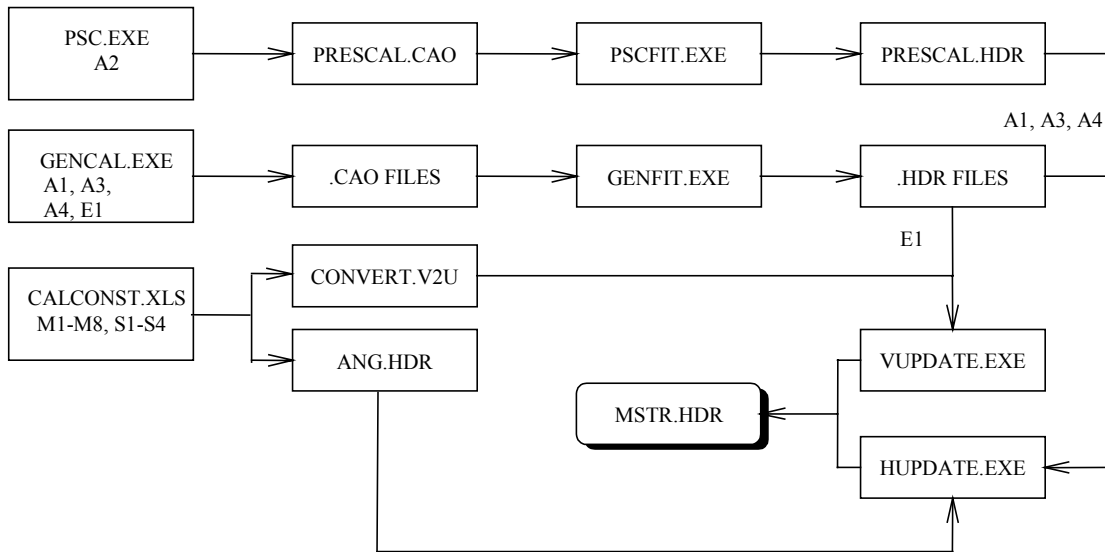 PSC.EXE
A2
PRESCAL.CAO
PSCFIT.EXE
PRESCAL.HDR
A1, A3, A4
GENCAL.EXE
A1, A3,
A4, E1
.CAO FILES
GENFIT.EXE
.HDR FILES
E1
CALCONST.XLS
M1-M8, S1-S4
CONVERT.V2U
ANG.HDR
VUPDATE.EXE
MSTR.HDR
HUPDATE.EXE